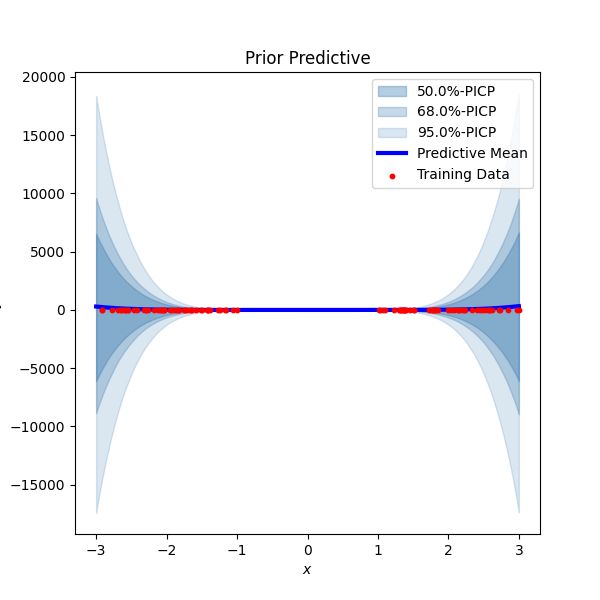 Prior Predictive
20000
15000
10000
5000
0
−5000
−10000
−15000
50.0%-PICP
68.0%-PICP
95.0%-PICP
Predictive Mean
Training Data
−3
−2
−1
0
1
2
3
x